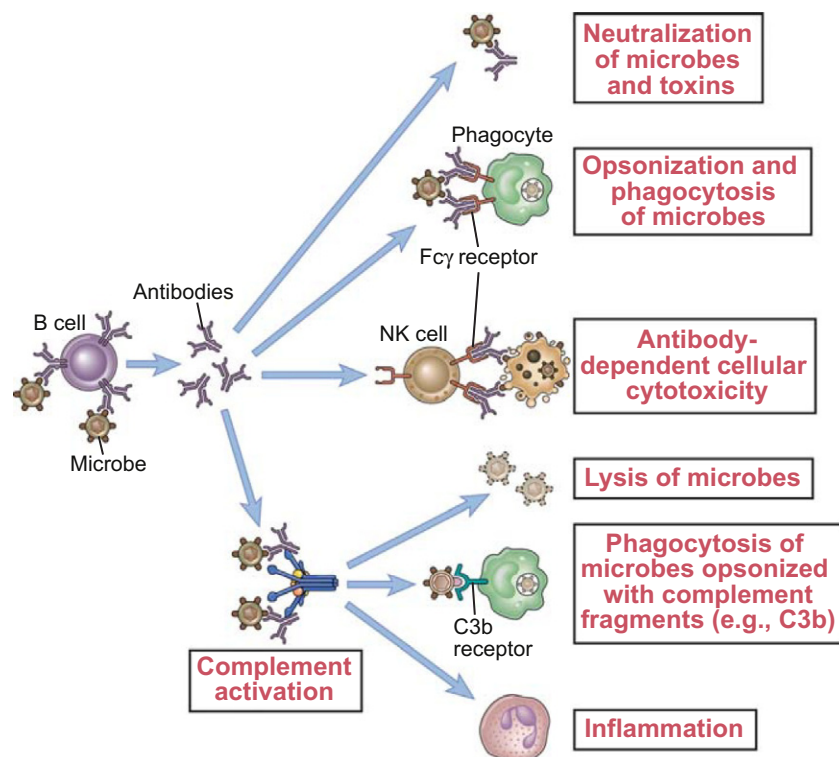 Neutralization
of microbes
and toxins
Phagocyte
Opsonization and
phagocytosis
of microbes
Fcγ receptor
Antibodies
B cell
NK cell
Antibody-
dependent cellular
cytotoxicity
Microbe
Lysis of microbes
Phagocytosis of
microbes opsonized
with complement
fragments (e.g., C3b)
C3b
receptor
Complement
activation
Inflammation